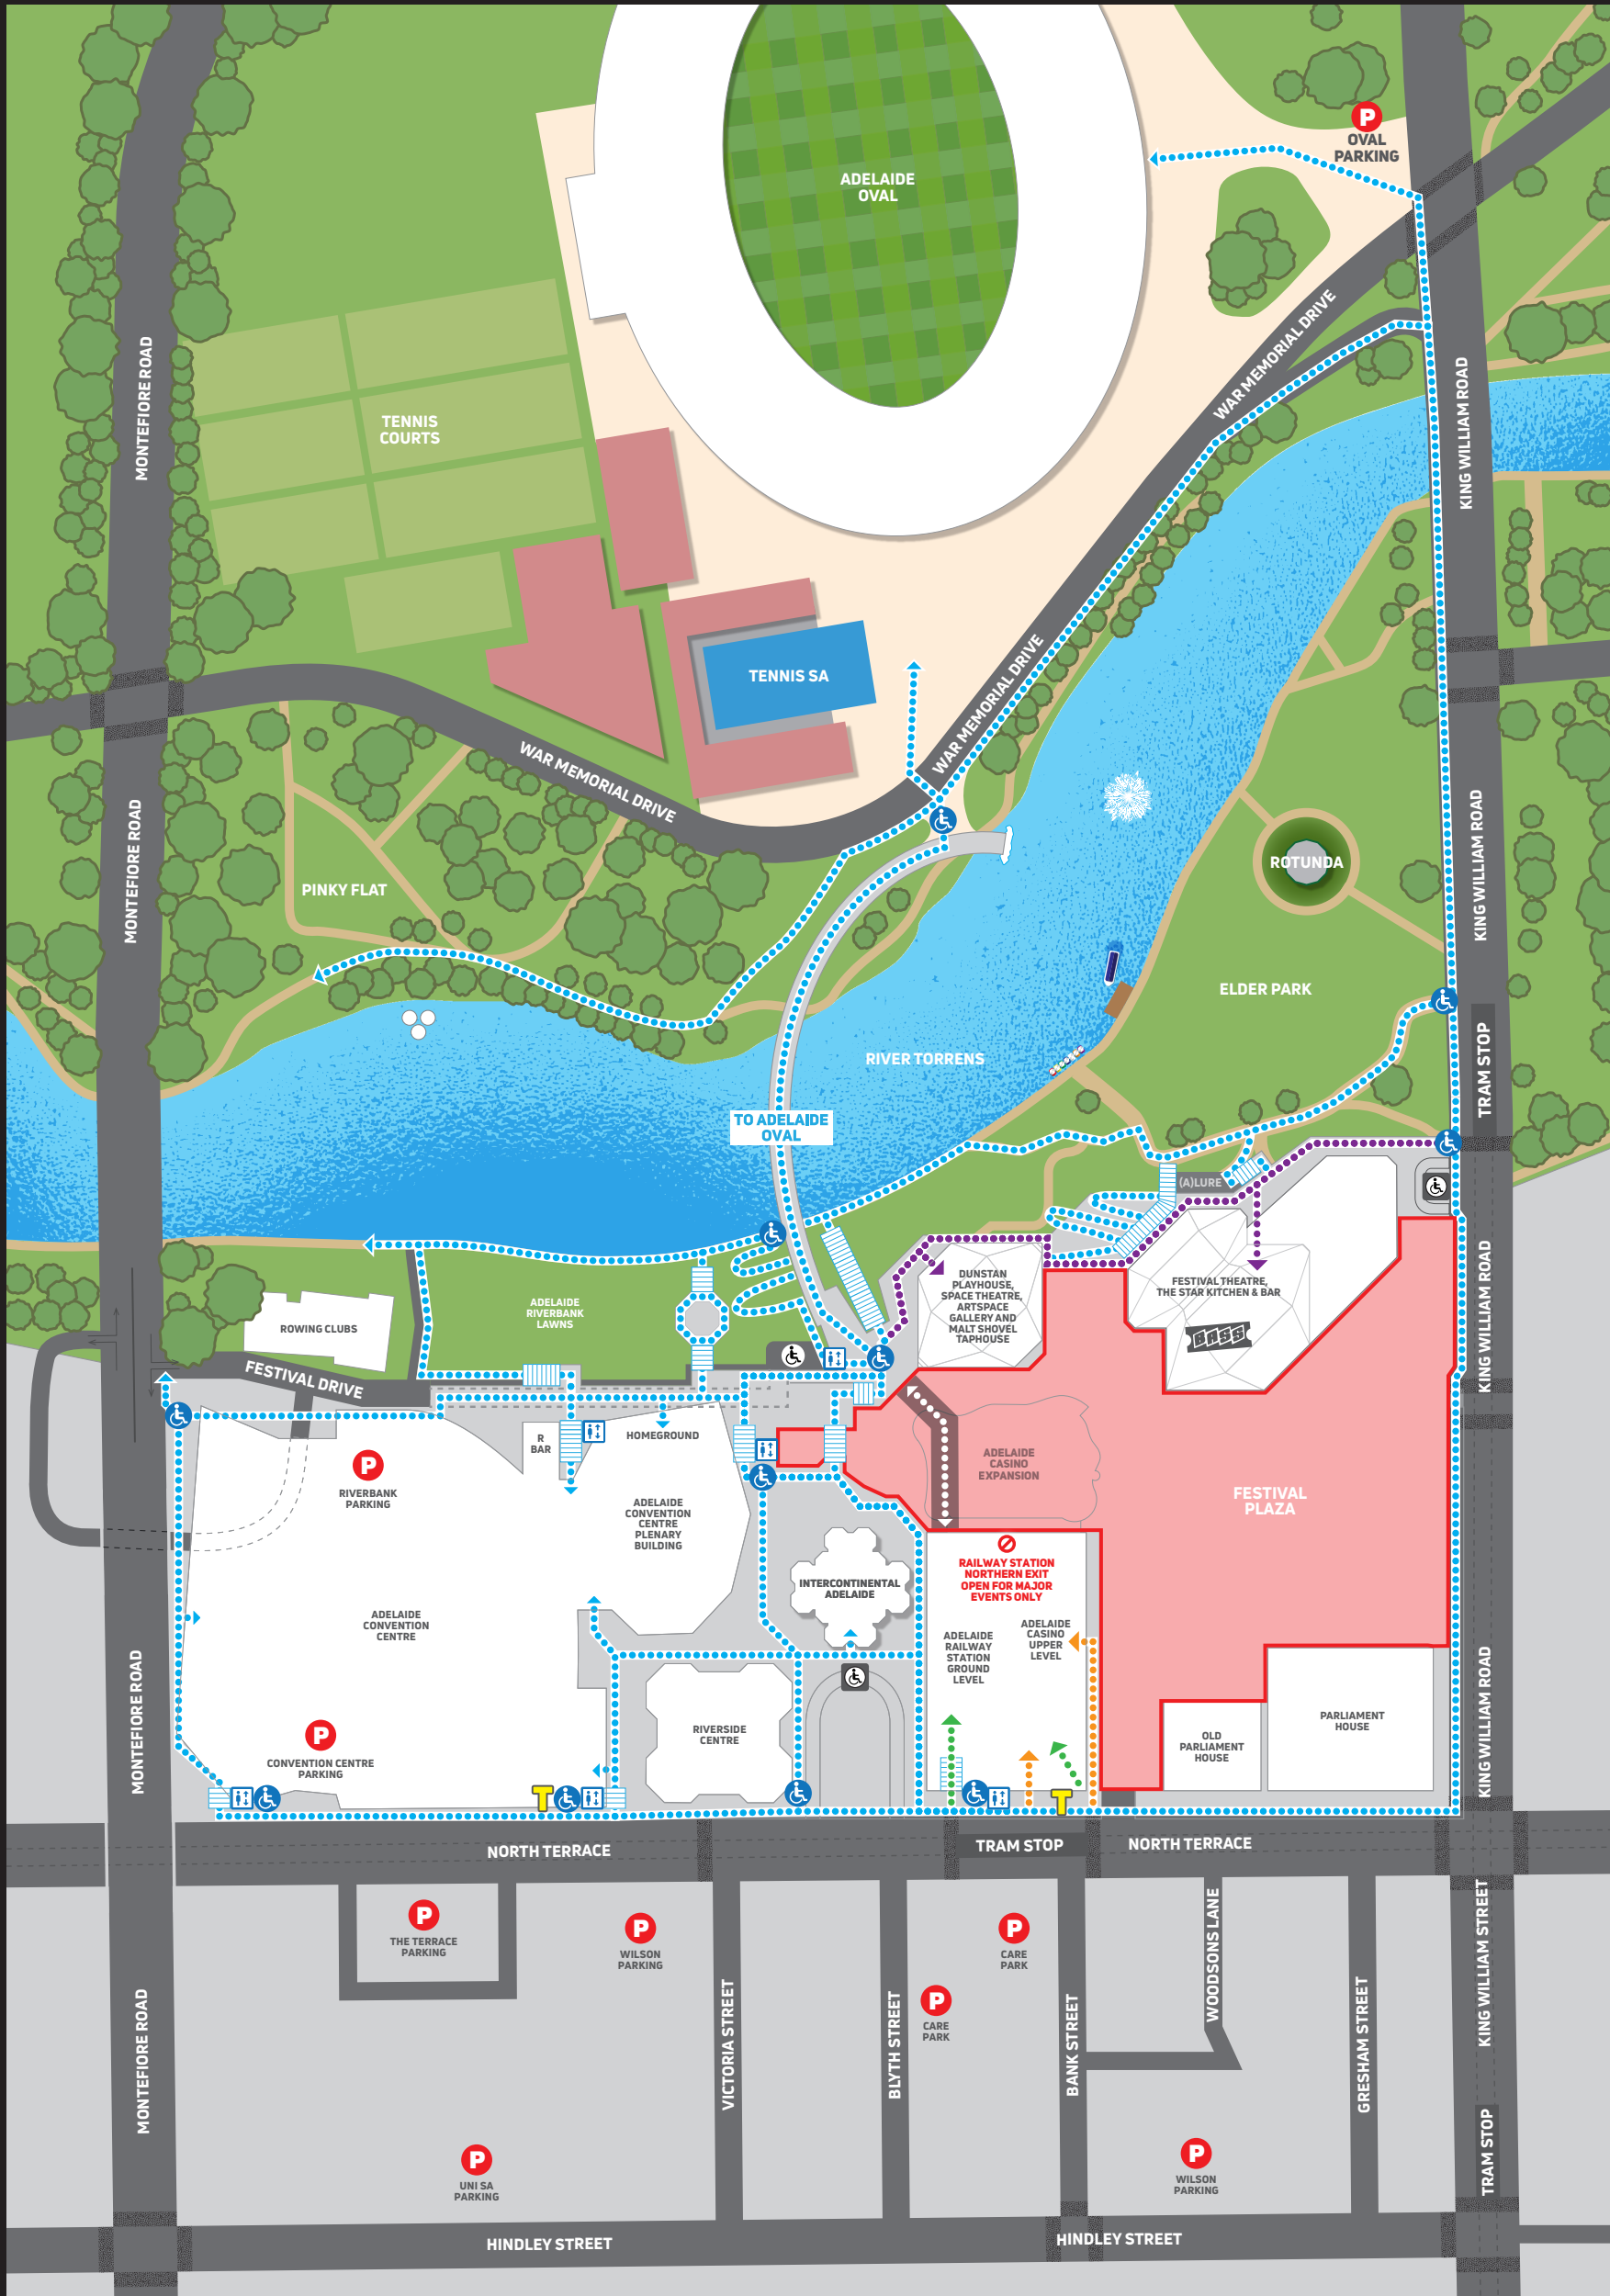 P
OVAL
PARKING
ADELAIDE
OVAL
MONTEFIORE ROAD
WAR MEMORIAL DRIVE
KING WILLIAM ROAD
TENNIS
COURTS
TENNIS SA
WAR MEMORIAL DRIVE
WAR MEMORIAL DRIVE
MONTEFIORE ROAD
KING WILLIAM ROAD
PINKY FLAT
ROTUNDA
ELDER PARK
RIVER TORRENS
TRAM STOP
TO ADELAIDE
OVAL
(A)LURE
ADELAIDE
RIVERBANK
LAWNS
ROWING CLUBS
DUNSTAN
PLAYHOUSE,
SPACE THEATRE,
ARTSPACE
GALLERY AND
MALT SHOVEL
TAPHOUSE
FESTIVAL THEATRE,
THE STAR KITCHEN & BAR
BASS
KING WILLIAM ROAD
FESTIVAL DRIVE
R
BAR
HOMEGROUND
P
RIVERBANK
PARKING
ADELAIDE
CASINO
EXPANSION
FESTIVAL
PLAZA
ADELAIDE
CONVENTION
CENTRE
PLENARY
BUILDING
INTERCONTINENTAL
ADELAIDE
RAILWAY STATION
NORTHERN EXIT
OPEN FOR MAJOR
EVENTS ONLY
ADELAIDE
CONVENTION
CENTRE
ADELAIDE
RAILWAY
STATION
GROUND
LEVEL
ADELAIDE
CASINO
UPPER
LEVEL
MONTEFIORE ROAD
KING WILLIAM ROAD
P
CONVENTION CENTRE
PARKING
RIVERSIDE
CENTRE
OLD
PARLIAMENT
HOUSE
PARLIAMENT
HOUSE
T
T
NORTH TERRACE
TRAM STOP
NORTH TERRACE
P
THE TERRACE
PARKING
P
WILSON
PARKING
P
CARE
PARK
P
CARE
PARK
MONTEFIORE ROAD
VICTORIA STREET
BLYTH STREET
BANK STREET
WOODSONS LANE
GRESHAM STREET
KING WILLIAM STREET
TRAM STOP
P
UNI SA
PARKING
P
WILSON
PARKING
HINDLEY STREET
HINDLEY STREET